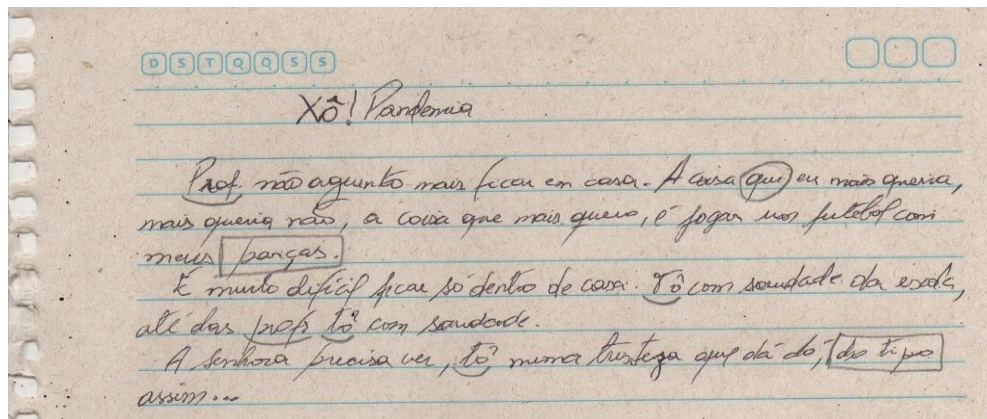 D S T Q Q S S
Xô! Pandemia
Prof. não aguento mais ficar em casa. A coisa que eu mais queria,
mais queria não, a coisa que mais quero, é jogar um futebol com
meus parças.
É muito difícil ficar só dentro de casa. Tô com saudade da escola,
até das profs tô com saudade.
A senhora precisa ver, tô numa tristeza que dá dó, do tipo
assim...